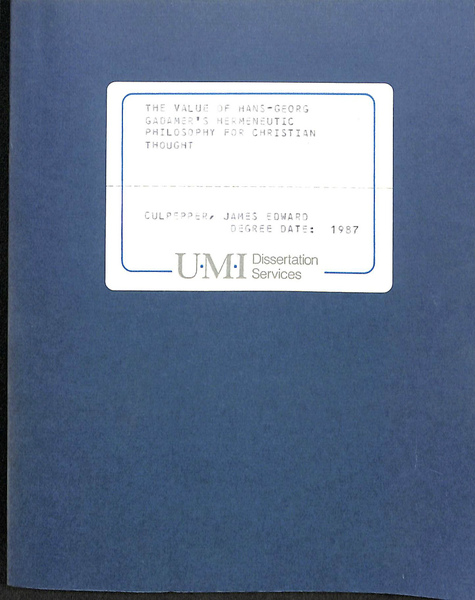 THE VALUE OF HANS-GEORG
GADAMER'S HERMENEUTIC
PHILOSOPHY FOR CHRISTIAN
THOUGHT
CULPEPPER, JAMES EDWARD
DEGREE DATE: 1987
U·M·I Dissertation
Services